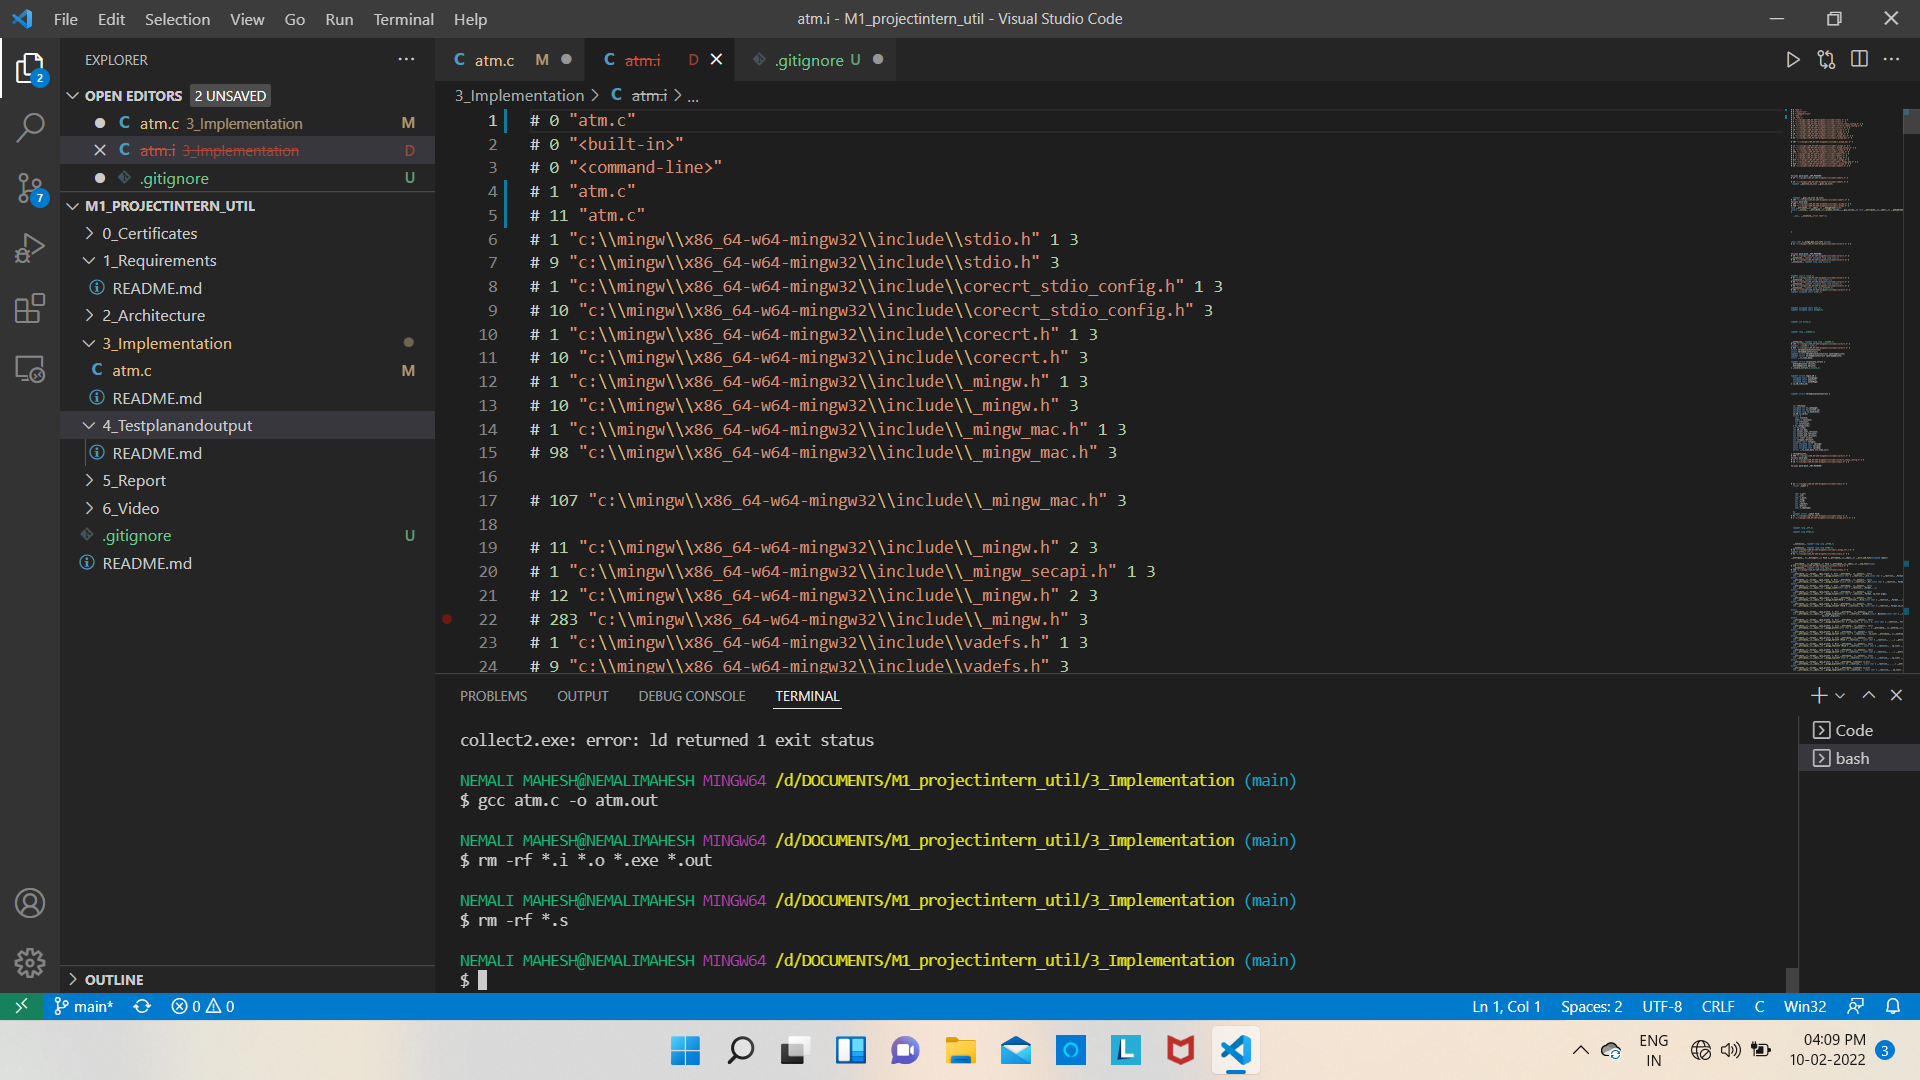 File Edit Selection View Go Run Terminal Help
atm.i - M1_projectintern_util - Visual Studio Code
EXPLORER
OPEN EDITORS 2 UNSAVED
atm.c 3_Implementation M
atm.i 3_Implementation D
.gitignore U
M1_PROJECTINTERN_UTIL
0_Certificates
1_Requirements
README.md
2_Architecture
3_Implementation
atm.c M
README.md
4_Testplanandoutput
README.md
5_Report
6_Video
.gitignore U
README.md
OUTLINE
2
7
C atm.c M
C atm.i D
.gitignore U
3_Implementation > C atm.i > ...
1 # 0 "atm.c"
2 # 0 "<built-in>"
3 # 0 "<command-line>"
4 # 1 "atm.c"
5 # 11 "atm.c"
6 # 1 "c:\\mingw\\x86_64-w64-mingw32\\include\\stdio.h" 1 3
7 # 9 "c:\\mingw\\x86_64-w64-mingw32\\include\\stdio.h" 3
8 # 1 "c:\\mingw\\x86_64-w64-mingw32\\include\\corecrt_stdio_config.h" 1 3
9 # 10 "c:\\mingw\\x86_64-w64-mingw32\\include\\corecrt_stdio_config.h" 3
10 # 1 "c:\\mingw\\x86_64-w64-mingw32\\include\\corecrt.h" 1 3
11 # 10 "c:\\mingw\\x86_64-w64-mingw32\\include\\corecrt.h" 3
12 # 1 "c:\\mingw\\x86_64-w64-mingw32\\include\\_mingw.h" 1 3
13 # 10 "c:\\mingw\\x86_64-w64-mingw32\\include\\_mingw.h" 3
14 # 1 "c:\\mingw\\x86_64-w64-mingw32\\include\\_mingw_mac.h" 1 3
15 # 98 "c:\\mingw\\x86_64-w64-mingw32\\include\\_mingw_mac.h" 3
16
17 # 107 "c:\\mingw\\x86_64-w64-mingw32\\include\\_mingw_mac.h" 3
18
19 # 11 "c:\\mingw\\x86_64-w64-mingw32\\include\\_mingw.h" 2 3
20 # 1 "c:\\mingw\\x86_64-w64-mingw32\\include\\_mingw_secapi.h" 1 3
21 # 12 "c:\\mingw\\x86_64-w64-mingw32\\include\\_mingw.h" 2 3
22 # 283 "c:\\mingw\\x86_64-w64-mingw32\\include\\_mingw.h" 3
23 # 1 "c:\\mingw\\x86_64-w64-mingw32\\include\\vadefs.h" 1 3
24 # 9 "c:\\mingw\\x86_64-w64-mingw32\\include\\vadefs.h" 3
PROBLEMS OUTPUT DEBUG CONSOLE TERMINAL
collect2.exe: error: ld returned 1 exit status
NEMALI MAHESH@NEMALIMAHESH MINGW64 /d/DOCUMENTS/M1_projectintern_util/3_Implementation (main)
$ gcc atm.c -o atm.out
NEMALI MAHESH@NEMALIMAHESH MINGW64 /d/DOCUMENTS/M1_projectintern_util/3_Implementation (main)
$ rm -rf *.i *.o *.exe *.out
NEMALI MAHESH@NEMALIMAHESH MINGW64 /d/DOCUMENTS/M1_projectintern_util/3_Implementation (main)
$ rm -rf *.s
NEMALI MAHESH@NEMALIMAHESH MINGW64 /d/DOCUMENTS/M1_projectintern_util/3_Implementation (main)
$
Code
bash
main* 0 0
Ln 1, Col 1 Spaces: 2 UTF-8 CRLF C Win32
ENG
IN
04:09 PM
10-02-2022
3